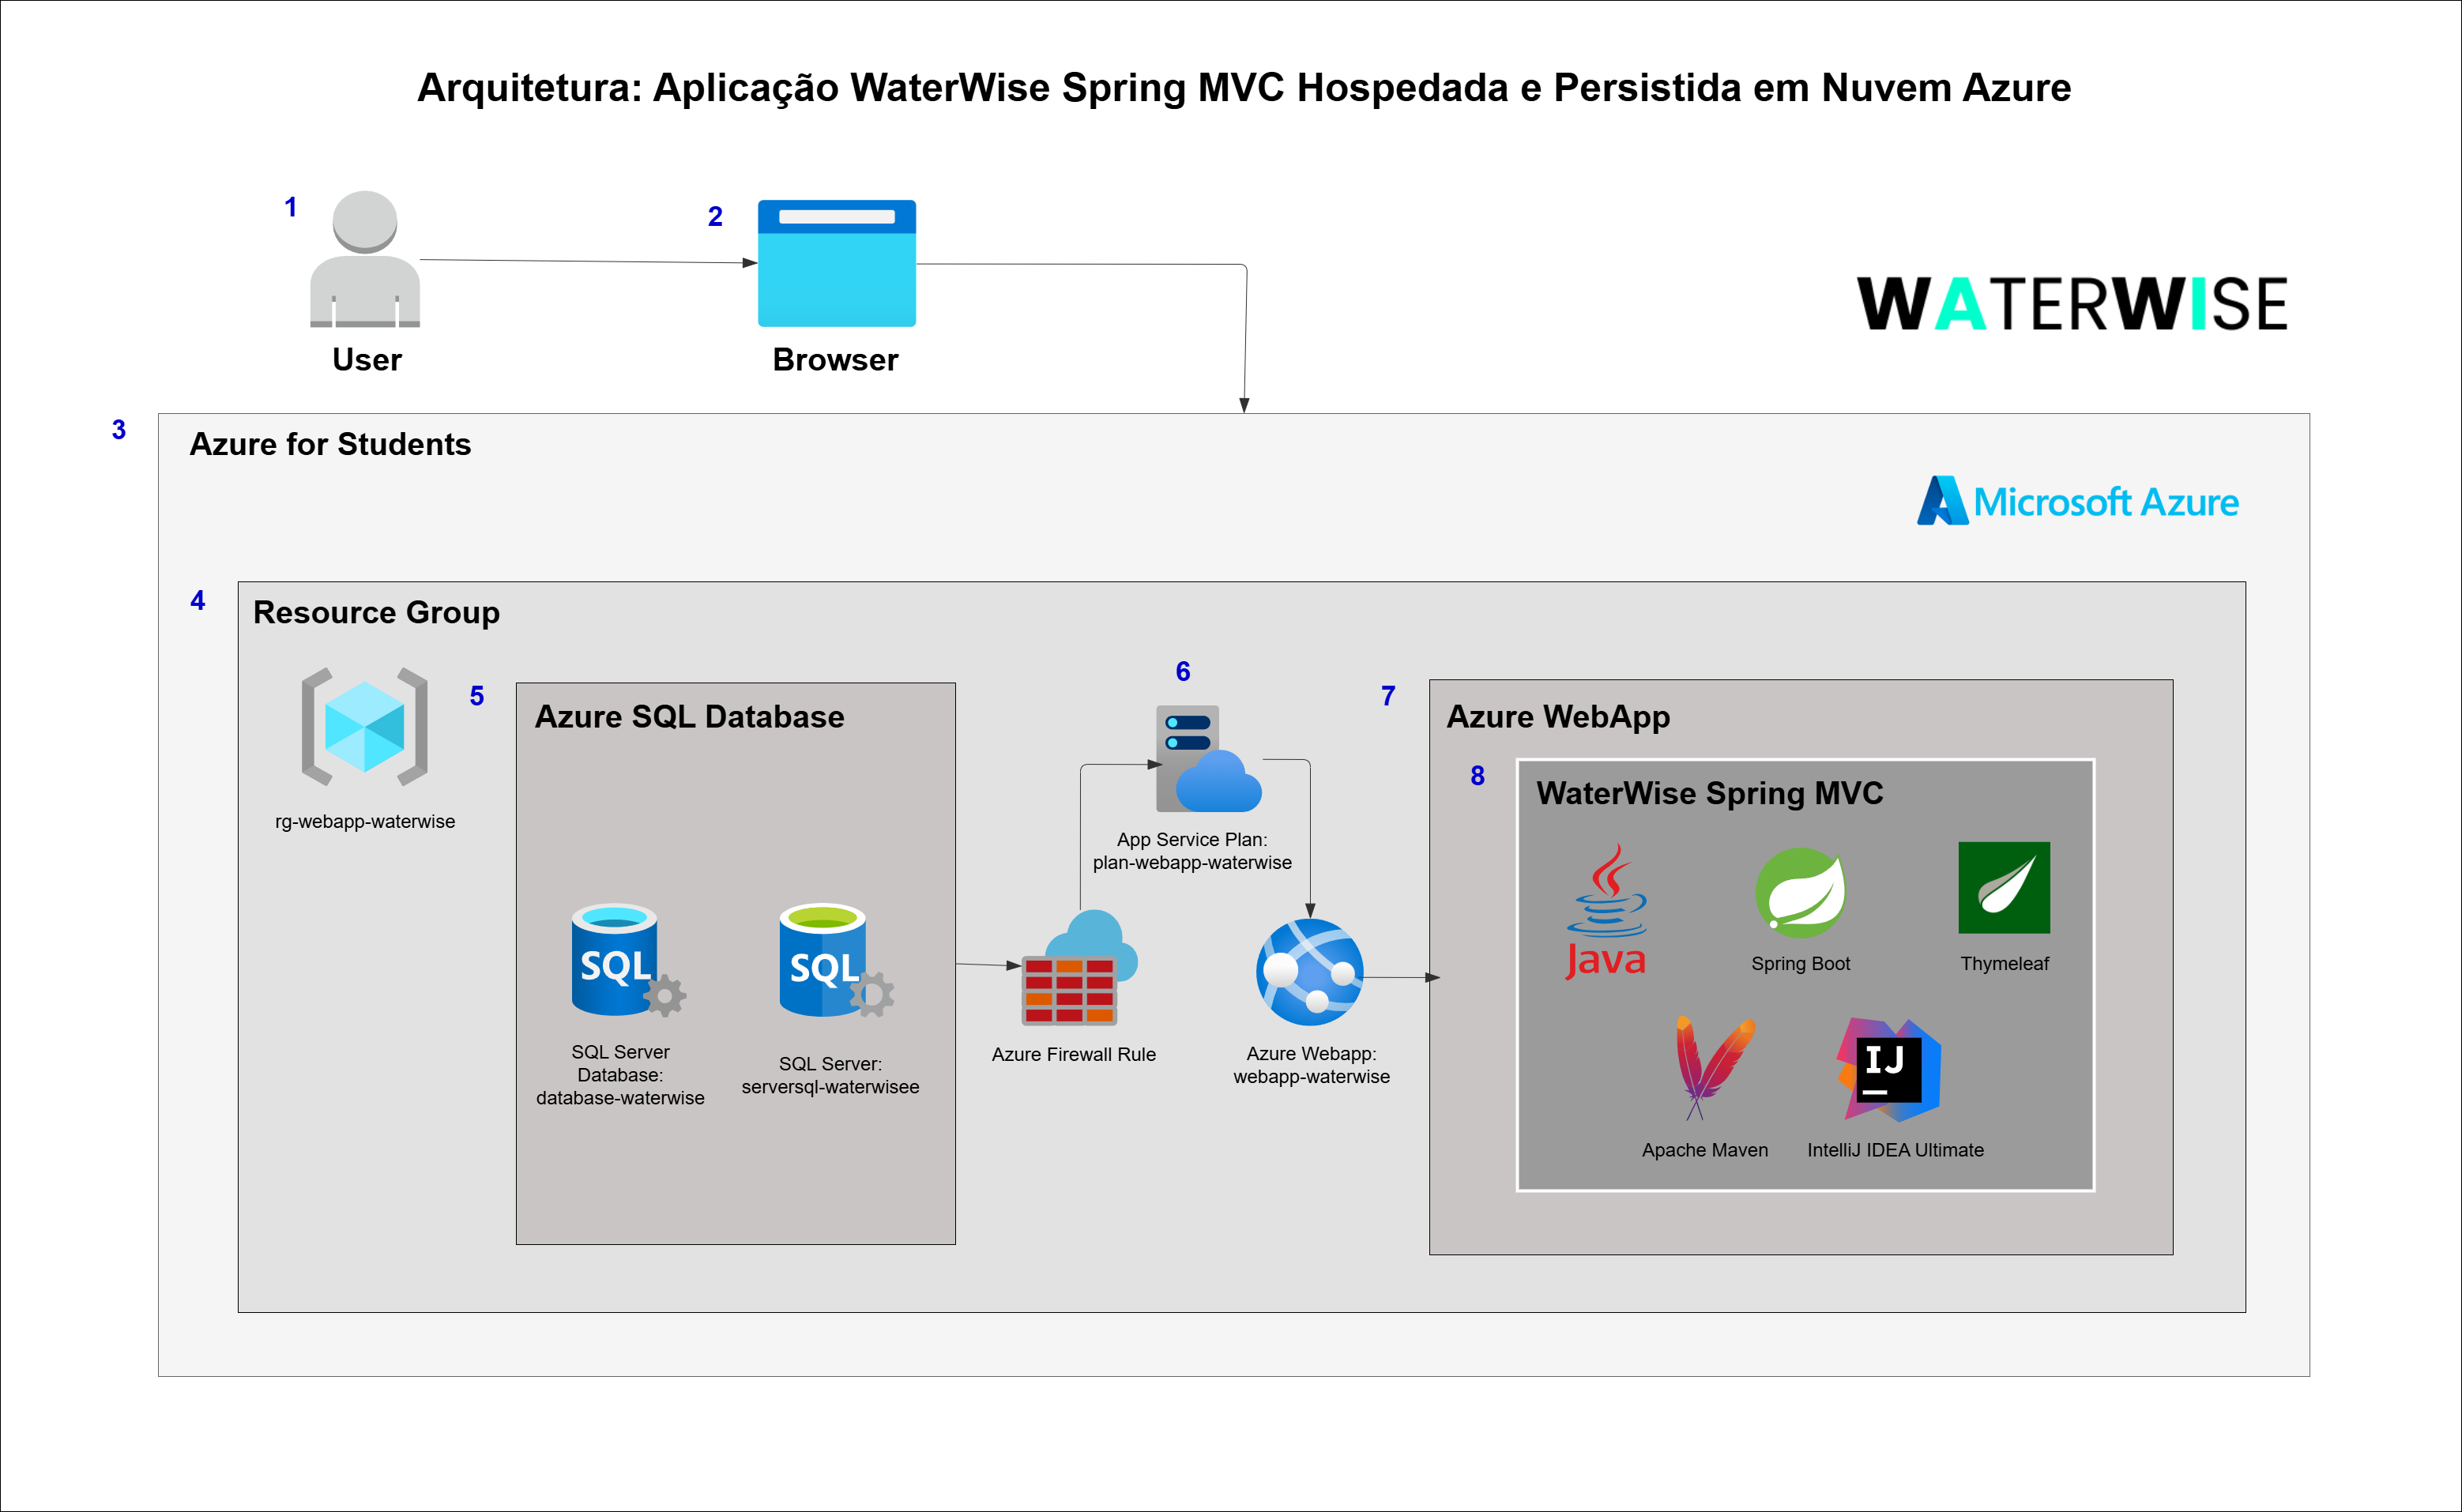 Arquitetura: Aplicação WaterWise Spring MVC Hospedada e Persistida em Nuvem Azure
1
2
User
Browser
WATERWISE
3
Azure for Students
Microsoft Azure
4
Resource Group
rg-webapp-waterwise
5
Azure SQL Database
SQL
SQL Server
Database:
database-waterwise
SQL
SQL Server:
serversql-waterwisee
Azure Firewall Rule
6
App Service Plan:
plan-webapp-waterwise
Azure Webapp:
webapp-waterwise
7
Azure WebApp
8
WaterWise Spring MVC
Java
Spring Boot
Thymeleaf
Apache Maven
IJ
IntelliJ IDEA Ultimate